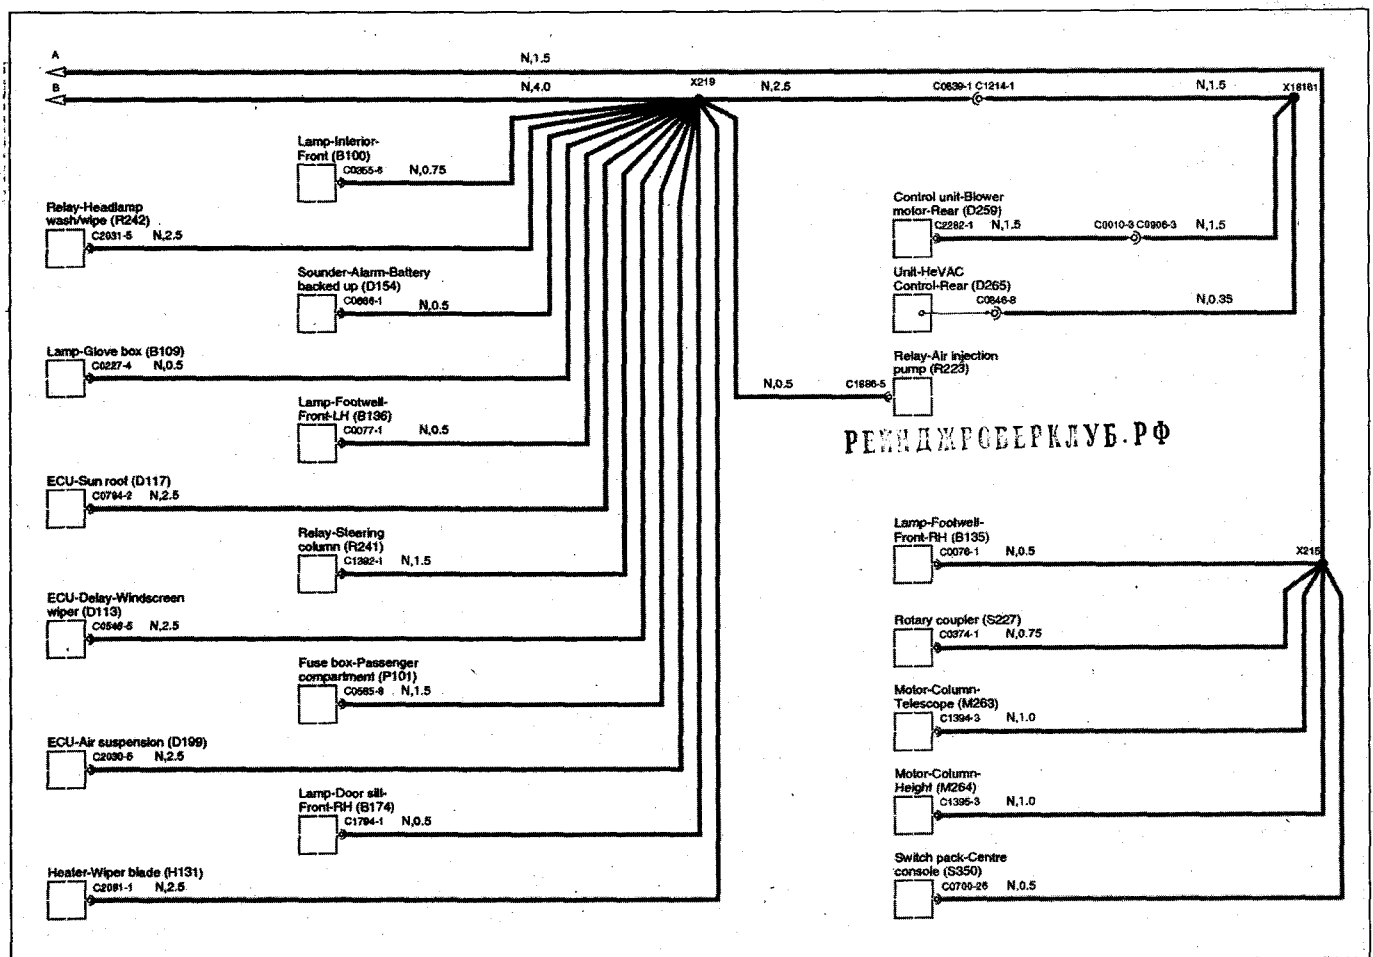 A
N,1.5
B
N,4.0
X219
N,2.5
C0639-1 C1214-1
N,1.5
X18181
Lamp-Interior-
Front (B100)
C0355-6 N,0.75
Relay-Headlamp
wash/wipe (R242)
C2031-5 N,2.5
Sounder-Alarm-Battery
backed up (D154)
C0686-1 N,0.5
Lamp-Glove box (B109)
C0227-4 N,0.5
Lamp-Footwell-
Front-LH (B136)
C0077-1 N,0.5
ECU-Sun roof (D117)
C0794-2 N,2.5
Relay-Steering
column (R241)
C1392-1 N,1.5
ECU-Delay-Windscreen
wiper (D113)
C0546-5 N,2.5
Fuse box-Passenger
compartment (P101)
C0585-8 N,1.5
ECU-Air suspension (D199)
C2030-5 N,2.5
Lamp-Door sill-
Front-RH (B174)
C1794-1 N,0.5
Heater-Wiper blade (H131)
C2081-1 N,2.5
Control unit-Blower
motor-Rear (D259)
C2282-1 N,1.5 C0010-3 C0906-3 N,1.5
Unit-HeVAC
Control-Rear (D265)
C0846-8 N,0.35
Relay-Air injection
pump (R223)
N,0.5 C1886-5
РЕЙНДЖРОВЕРКЛУБ.РФ
Lamp-Footwell-
Front-RH (B135)
C0076-1 N,0.5
X215
Rotary coupler (S227)
C0374-1 N,0.75
Motor-Column-
Telescope (M263)
C1394-3 N,1.0
Motor-Column-
Height (M264)
C1395-3 N,1.0
Switch pack-Centre
console (S350)
C0700-26 N,0.5